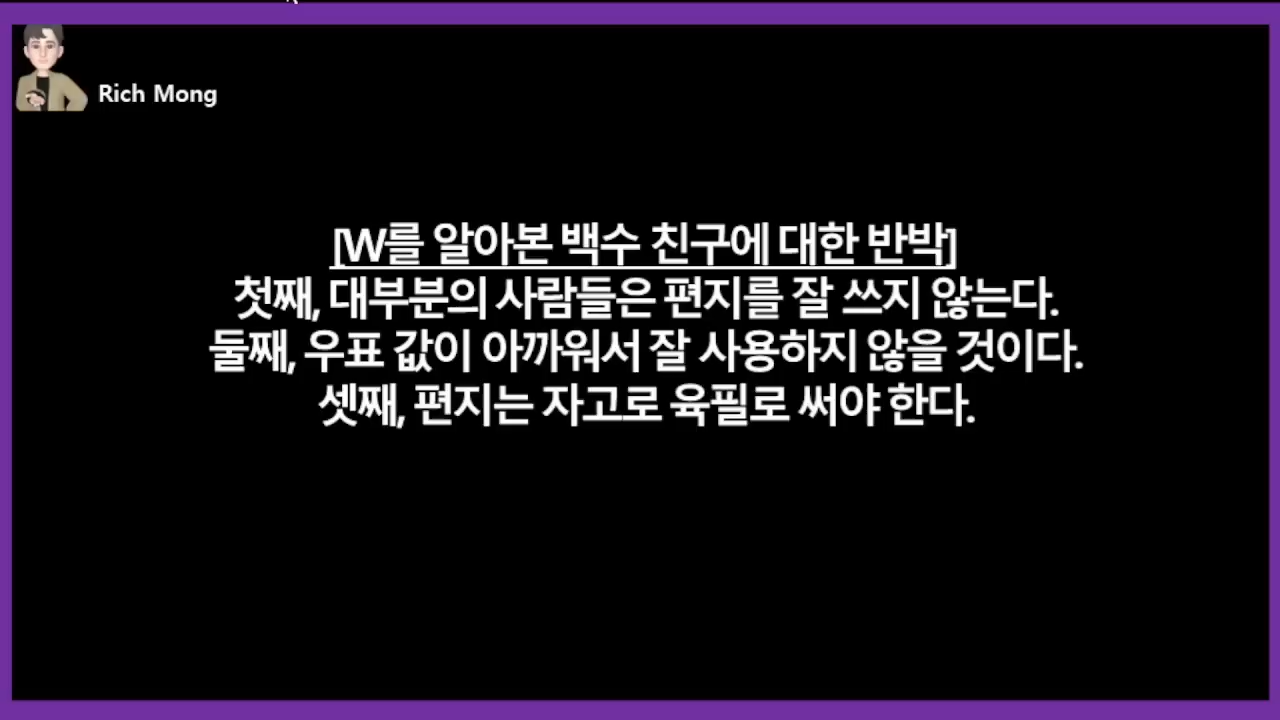 Rich Mong
[W를 알아본 백수 친구에 대한 반박]
첫째, 대부분의 사람들은 편지를 잘 쓰지 않는다.
둘째, 우표 값이 아까워서 잘 사용하지 않을 것이다.
셋째, 편지는 자고로 육필로 써야 한다.